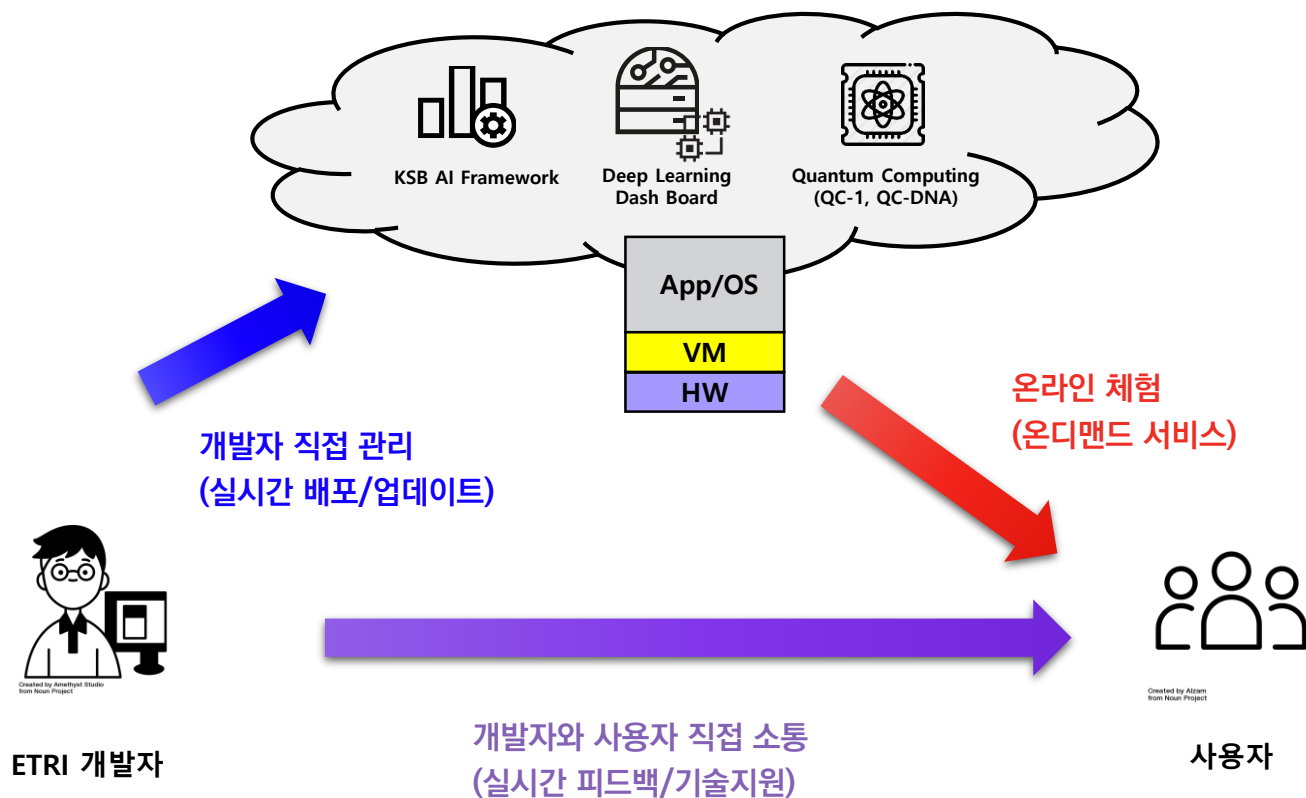 KSB AI Framework
Deep Learning
Dash Board
Quantum Computing
(QC-1, QC-DNA)
App/OS
VM
HW
온라인 체험
(온디맨드 서비스)
개발자 직접 관리
(실시간 배포/업데이트)
Created by Amethyst Studio
from Noun Project
Created by Alzam
from Noun Project
ETRI 개발자
개발자와 사용자 직접 소통
(실시간 피드백/기술지원)
사용자